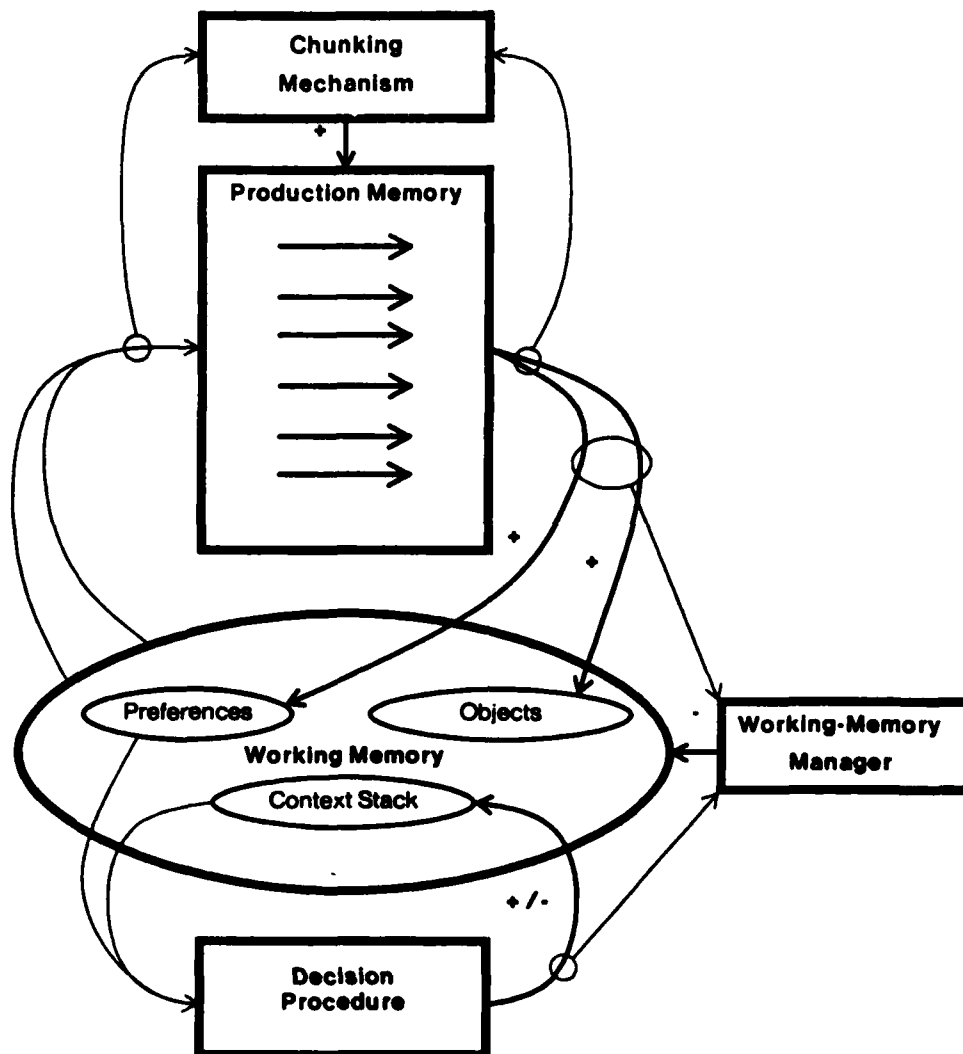 Chunking
Mechanism
+
Production Memory
+
+
Preferences
Objects
Working Memory
Context Stack
-
Working-Memory
Manager
+ / -
Decision
Procedure